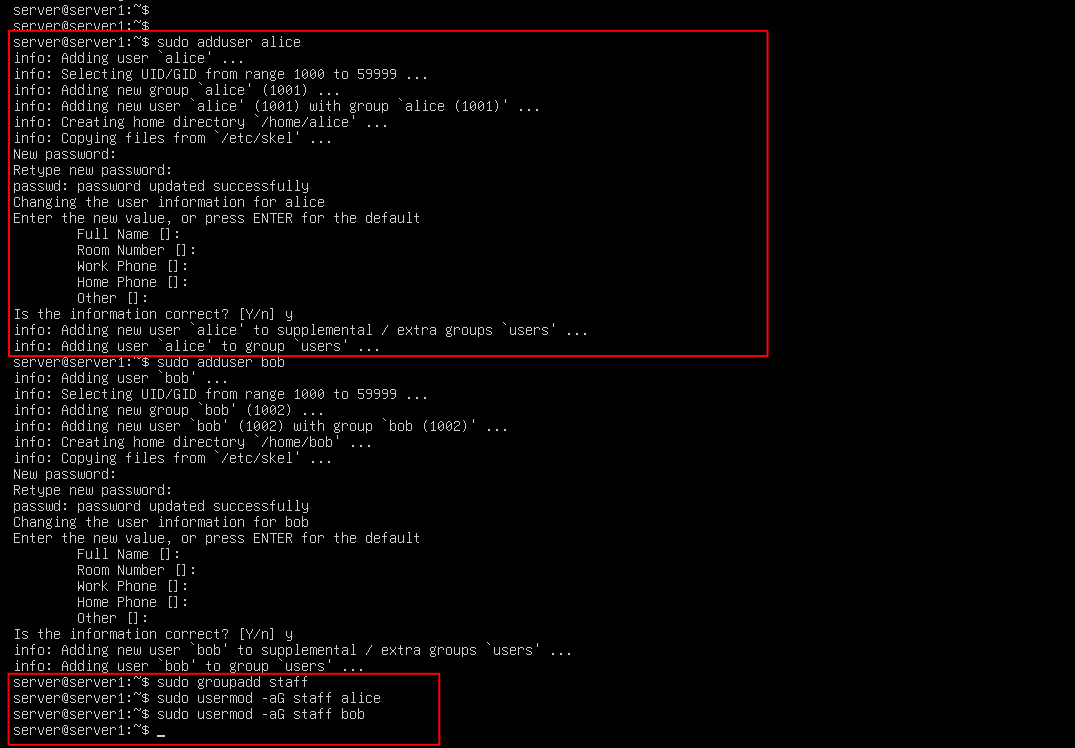 server@server1:~$
server@server1:~$
server@server1:~$ sudo adduser alice
info: Adding user `alice' ...
info: Selecting UID/GID from range 1000 to 59999 ...
info: Adding new group `alice' (1001) ...
info: Adding new user `alice' (1001) with group `alice (1001)' ...
info: Creating home directory `/home/alice' ...
info: Copying files from `/etc/skel' ...
New password:
Retype new password:
passwd: password updated successfully
Changing the user information for alice
Enter the new value, or press ENTER for the default
        Full Name []:
        Room Number []:
        Work Phone []:
        Home Phone []:
        Other []:
Is the information correct? [Y/n] y
info: Adding new user `alice' to supplemental / extra groups `users' ...
info: Adding user `alice' to group `users' ...
server@server1:~$ sudo adduser bob
info: Adding user `bob' ...
info: Selecting UID/GID from range 1000 to 59999 ...
info: Adding new group `bob' (1002) ...
info: Adding new user `bob' (1002) with group `bob (1002)' ...
info: Creating home directory `/home/bob' ...
info: Copying files from `/etc/skel' ...
New password:
Retype new password:
passwd: password updated successfully
Changing the user information for bob
Enter the new value, or press ENTER for the default
        Full Name []:
        Room Number []:
        Work Phone []:
        Home Phone []:
        Other []:
Is the information correct? [Y/n] y
info: Adding new user `bob' to supplemental / extra groups `users' ...
info: Adding user `bob' to group `users' ...
server@server1:~$ sudo groupadd staff
server@server1:~$ sudo usermod -aG staff alice
server@server1:~$ sudo usermod -aG staff bob
server@server1:~$ _